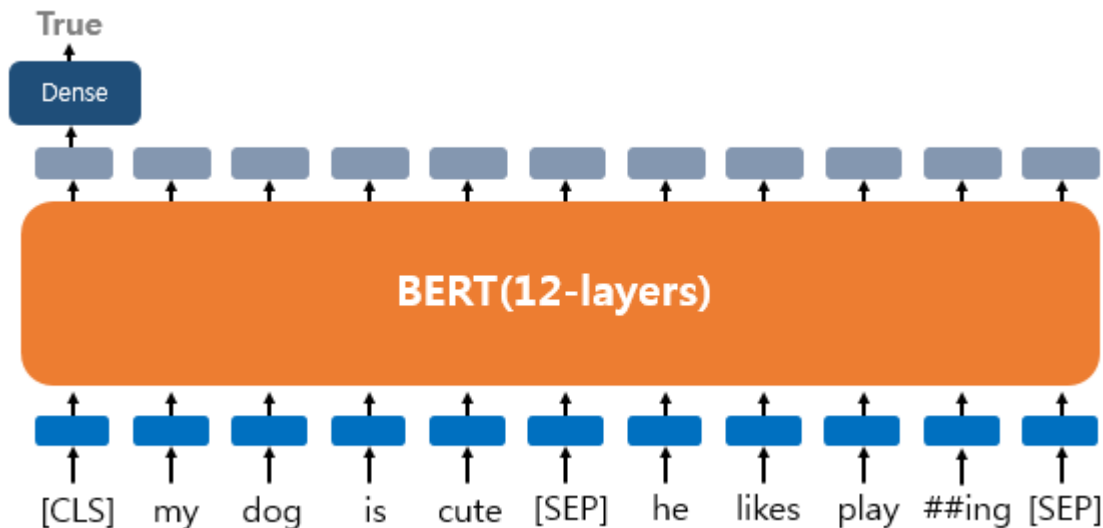 True
Dense
BERT(12-layers)
[CLS] my dog is cute [SEP] he likes play ##ing [SEP]